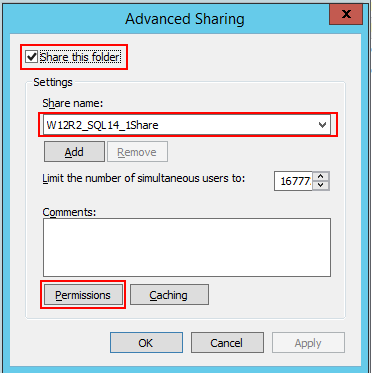 Advanced Sharing
Share this folder
Settings
Share name:
W12R2_SQL14_1Share
Add Remove
Limit the number of simultaneous users to:
Comments:
Permissions Caching
OK Cancel Apply